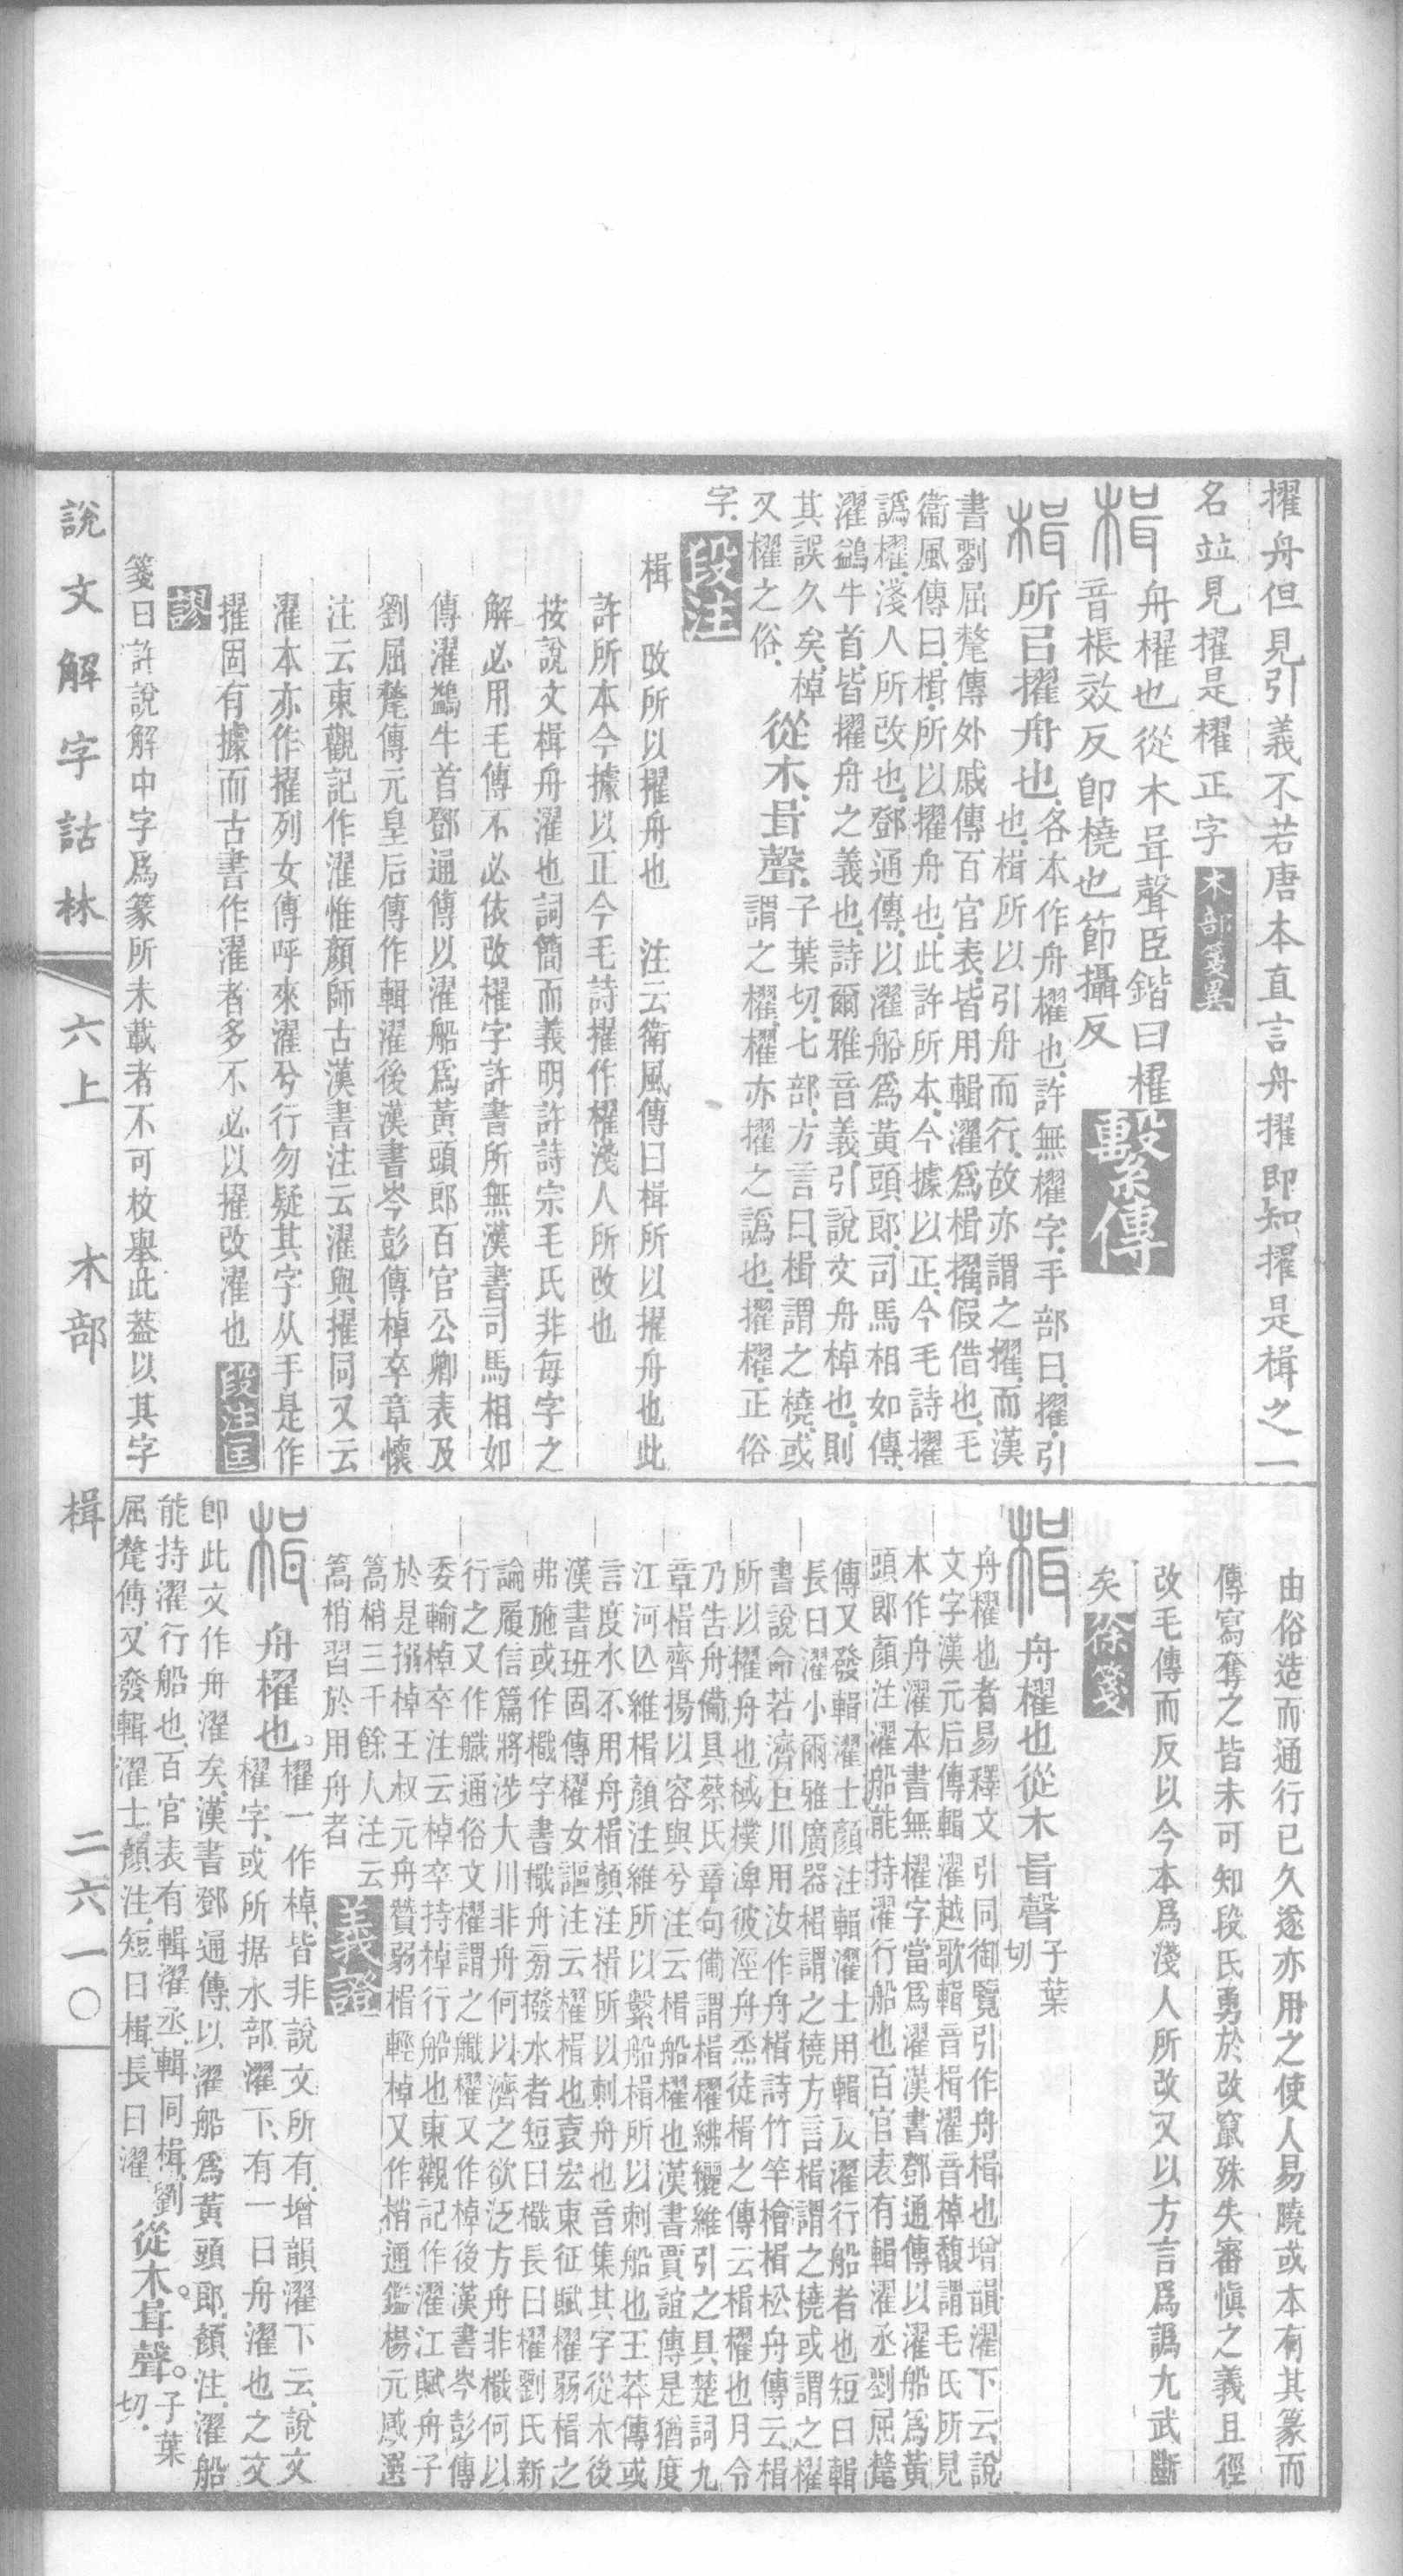 擢舟但見引義不若唐本直言舟擢即知擢是楫之一
名並見擢是櫂正字 木部箋異
楫 舟櫂也從木咠聲臣鍇曰櫂
音棖效反卽橈也節攝反 繫傳
楫 所㠯擢舟也 各本作舟櫂也許無櫂字手部曰擢引
也楫所以引舟而行故亦謂之擢而漢
書劉屈氂傳外戚傳百官表皆用輯濯爲楫擢假借也毛
衞風傳曰楫所以擢舟也此許所本今據以正今毛詩擢
譌櫂淺人所改也鄧通傳以濯船爲黃頭郎司馬相如傳
濯鷁牛首皆擢舟之義也詩爾雅音義引說文舟棹也則
其誤久矣棹
又櫂之俗
字 從木咠聲 子葉切七部方言曰楫謂之橈或
謂之櫂櫂亦擢之譌也擢櫂正俗
段注
楫 改所以擢舟也 注云衛風傳曰楫所以擢舟也此
許所本今據以正今毛詩擢作櫂淺人所改也
按說文楫舟濯也詞簡而義明許詩宗毛氏非每字之
解必用毛傳不必依改櫂字許書所無漢書司馬相如
傳濯鷁牛首鄧通傳以濯船爲黃頭郎百官公卿表及
劉屈氂傳元皇后傳作輯濯後漢書岑彭傳棹卒章懷
注云東觀記作濯惟顏師古漢書注云濯與擢同又云
濯本亦作擢列女傳呼來濯兮行勿疑其字从手是作
擢固有據而古書作濯者多不必以擢改濯也 段注匡
謬
箋曰許說解中字爲篆所未載者不可枚舉此葢以其字
由俗造而通行已久遂亦用之使人易曉或本有其篆而
傳寫奪之皆未可知段氏勇於改竄殊失審愼之義且徑
改毛傳而反以今本爲淺人所改又以方言爲譌尤武斷
矣 徐箋
楫 舟櫂也從木咠聲 子葉
切
舟櫂也者易釋文引同御覽引作舟楫也增韻濯下云說
文字漢元后傳輯濯越歌輯音楫濯音棹馥謂毛氏所見
本作舟濯本書無櫂字當爲濯漢書鄧通傳以濯船爲黃
頭郎顏注濯船能持濯行船也百官表有輯濯丞劉屈氂
傳又發輯濯士顏注輯濯士用輯及濯行船者也短曰輯
長曰濯小爾雅廣器楫謂之橈方言楫謂之橈或謂之櫂
書說命若濟巨川用汝作舟楫詩竹竿檜楫松舟傳云楫
所以櫂舟也棫樸淠彼涇舟烝徒楫之傳云楫櫂也月令
乃告舟備具蔡氏章句備謂楫櫂紼纚維引之具楚詞九
章楫齊揚以容與兮注云楫船櫂也漢書賈誼傳是猶度
江河亡維楫顏注維所以繫船楫所以刺船也王莽傳或
言度水不用舟楫顏注楫所以刺舟也音集其字從木後
漢書班固傳櫂女謳注云櫂楫也袁宏東征賦櫂弱楫之
弗施或作檝字書檝舟旁撥水者短曰檝長曰櫂劉氏新
論履信篇將涉大川非舟何以濟之欲泛方舟非檝何以
行之又作艥通俗文櫂謂之艥櫂又作棹後漢書岑彭傳
委輸棹卒注云棹卒持棹行船也東觀記作濯江賦舟子
於是搦棹王叔元舟贊弱楫輕棹又作梢通鑑楊元感選
篙梢三千餘人注云
篙梢習於用舟者 義證
楫 舟櫂也。 櫂一作棹皆非說文所有增韻濯下云說文
櫂字或所据水部濯下有一曰舟濯也之文
卽此文作舟濯矣漢書鄧通傳以濯船爲黃頭郎顏注濯船
能持濯行船也百官表有輯濯丞輯同楫劉
屈氂傳又發輯濯士顏注短曰楫長曰濯 從木。咠聲。 子葉
切
說文解字詁林 六上 木部 楫 二六一〇